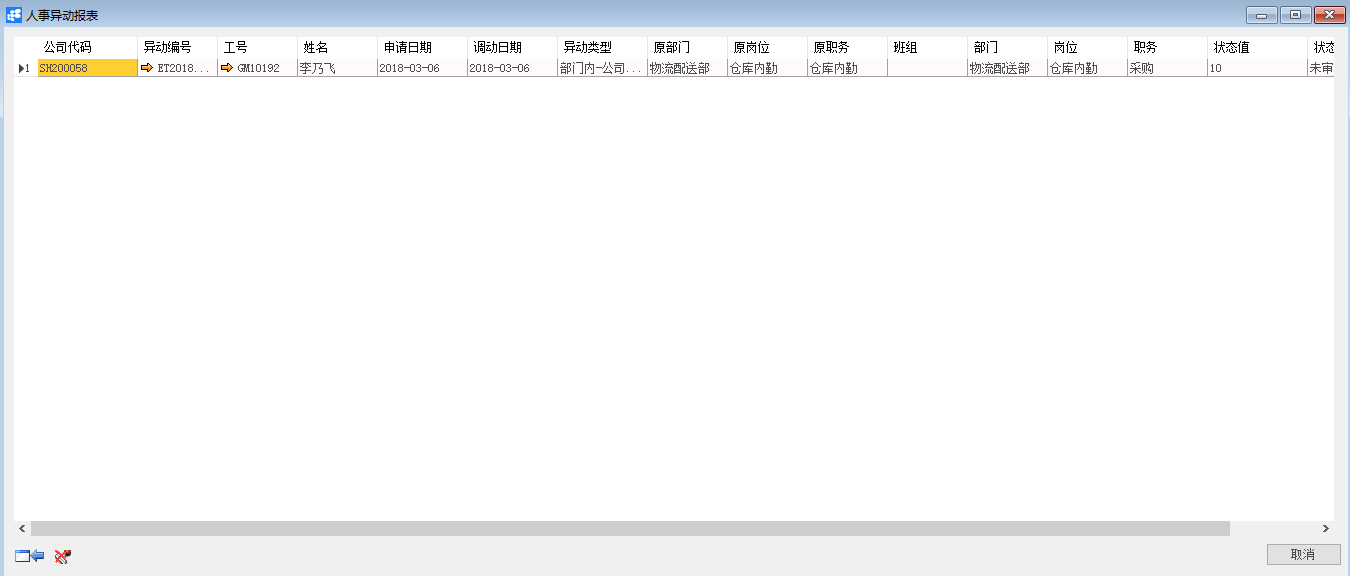 人事异动报表
公司代码 异动编号 工号 姓名 申请日期 调动日期 异动类型 原部门 原岗位 原职务 班组 部门 岗位 职务 状态值 状态
1 SH200058 ET2018... GM10192 李乃飞 2018-03-06 2018-03-06 部门内-公司... 物流配送部 仓库内勤 仓库内勤 物流配送部 仓库内勤 采购 10 未审
取消